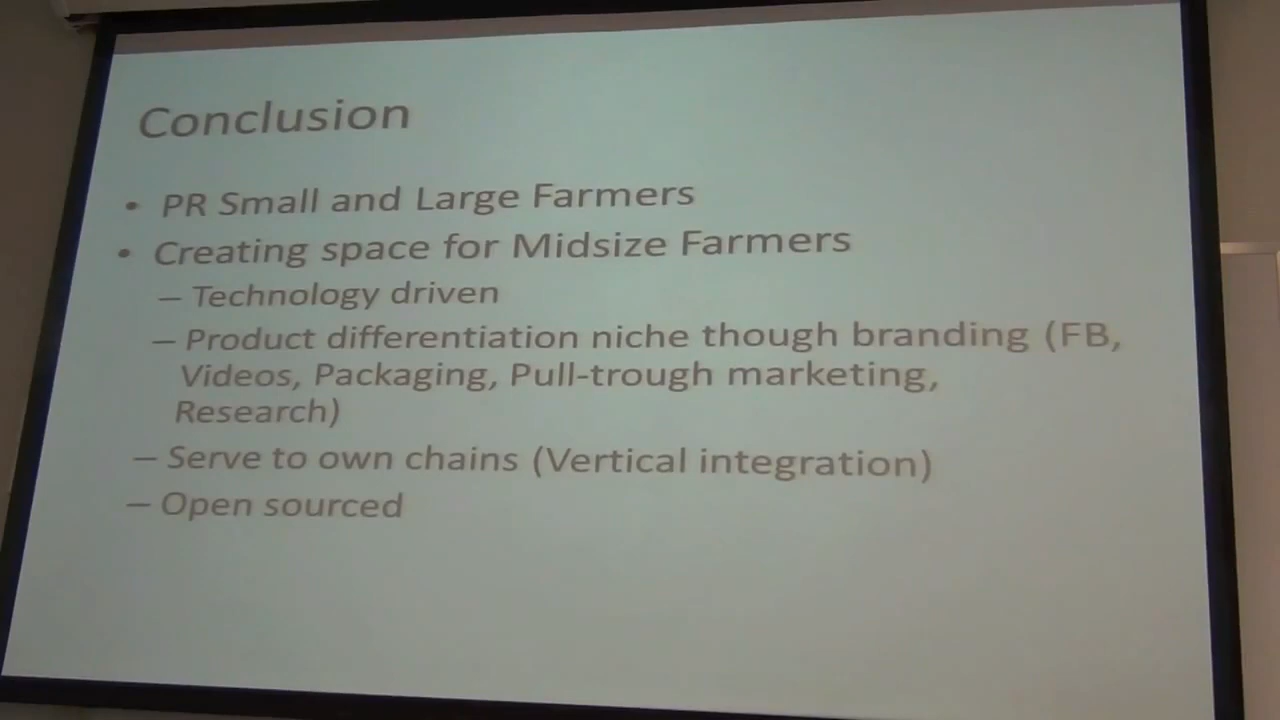 Conclusion
• PR Small and Large Farmers
• Creating space for Midsize Farmers
– Technology driven
– Product differentiation niche though branding (FB,
Videos, Packaging, Pull-trough marketing,
Research)
– Serve to own chains (Vertical integration)
– Open sourced